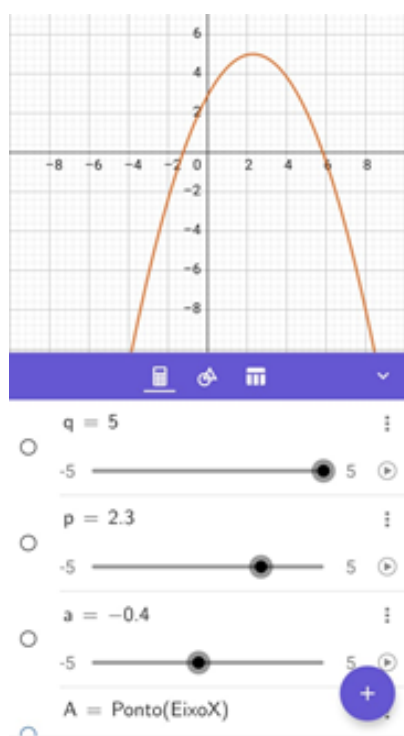 6
4
2
-8 -6 -4 -2 0 2 4 6 8
-2
-4
-6
-8
q = 5
-5 5
p = 2.3
-5 5
a = −0.4
-5 5
A = Ponto(EixoX)